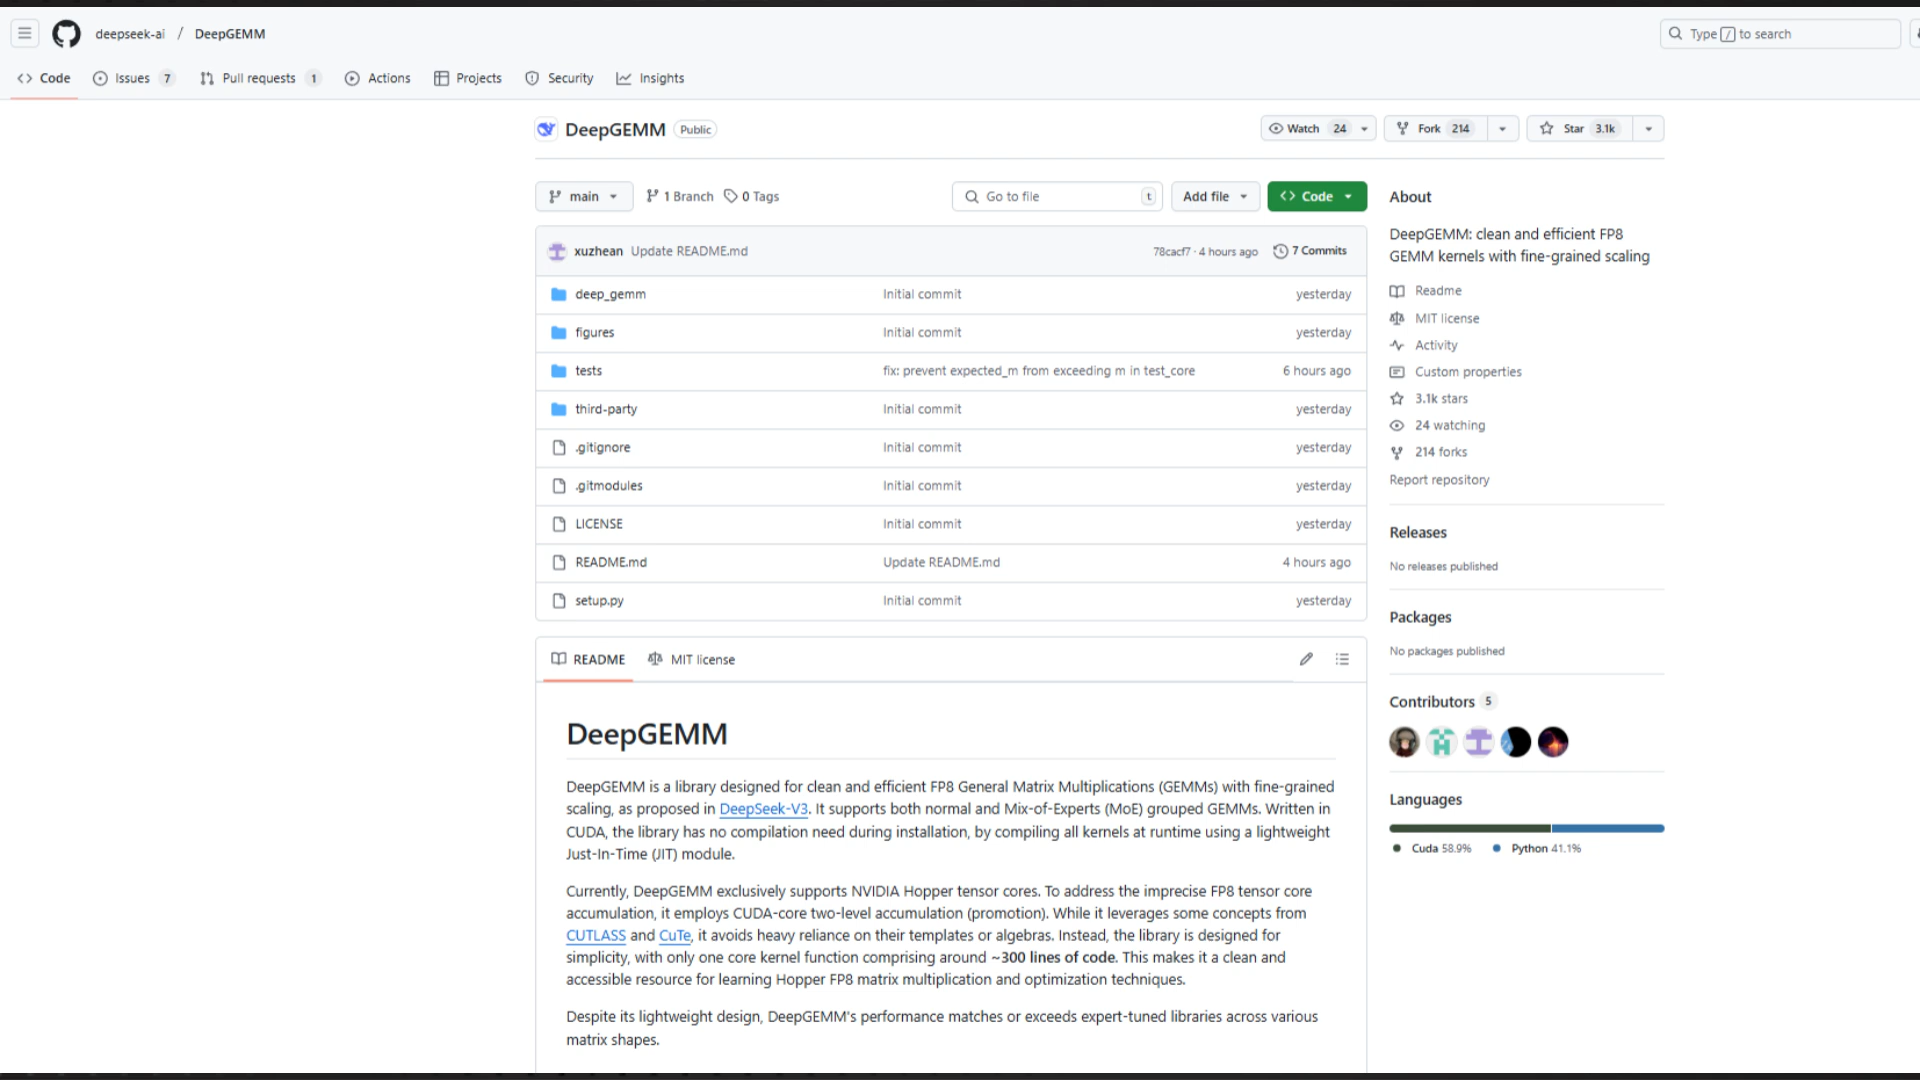 deepseek-ai / DeepGEMM
Type / to search
Code Issues 7 Pull requests 1 Actions Projects Security Insights
DeepGEMM Public
Watch 24 Fork 214 Star 3.1k
main 1 Branch 0 Tags Go to file t Add file Code
xuzhean Update README.md 78cacf7 · 4 hours ago 7 Commits
deep_gemm Initial commit yesterday
figures Initial commit yesterday
tests fix: prevent expected_m from exceeding m in test_core 6 hours ago
third-party Initial commit yesterday
.gitignore Initial commit yesterday
.gitmodules Initial commit yesterday
LICENSE Initial commit yesterday
README.md Update README.md 4 hours ago
setup.py Initial commit yesterday
README MIT license
DeepGEMM
DeepGEMM is a library designed for clean and efficient FP8 General Matrix Multiplications (GEMMs) with fine-grained
scaling, as proposed in DeepSeek-V3. It supports both normal and Mix-of-Experts (MoE) grouped GEMMs. Written in
CUDA, the library has no compilation need during installation, by compiling all kernels at runtime using a lightweight
Just-In-Time (JIT) module.
Currently, DeepGEMM exclusively supports NVIDIA Hopper tensor cores. To address the imprecise FP8 tensor core
accumulation, it employs CUDA-core two-level accumulation (promotion). While it leverages some concepts from
CUTLASS and CuTe, it avoids heavy reliance on their templates or algebras. Instead, the library is designed for
simplicity, with only one core kernel function comprising around ~300 lines of code. This makes it a clean and
accessible resource for learning Hopper FP8 matrix multiplication and optimization techniques.
Despite its lightweight design, DeepGEMM's performance matches or exceeds expert-tuned libraries across various
matrix shapes.
About
DeepGEMM: clean and efficient FP8
GEMM kernels with fine-grained scaling
Readme
MIT license
Activity
Custom properties
3.1k stars
24 watching
214 forks
Report repository
Releases
No releases published
Packages
No packages published
Contributors 5
Languages
Cuda 58.9% Python 41.1%